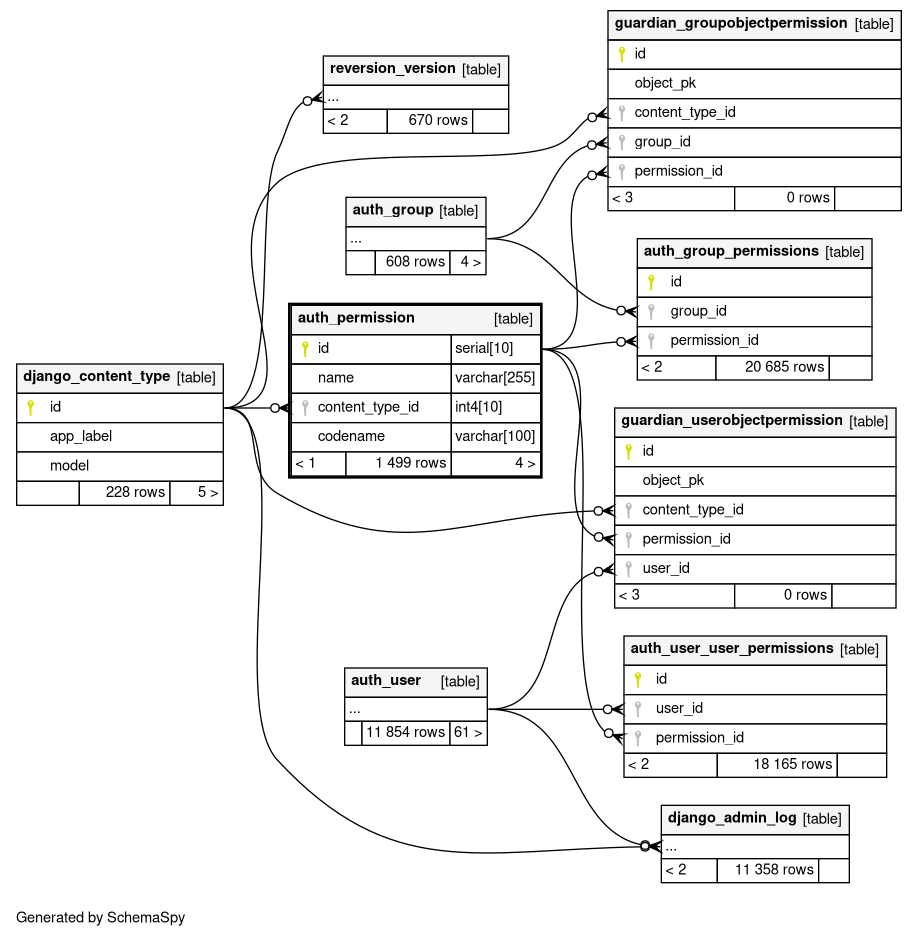 guardian_groupobjectpermission [table]
id
object_pk
content_type_id
group_id
permission_id
< 3 0 rows
reversion_version [table]
...
< 2 670 rows
auth_group [table]
...
608 rows 4 >
auth_group_permissions [table]
id
group_id
permission_id
< 2 20 685 rows
auth_permission [table]
id serial[10]
name varchar[255]
content_type_id int4[10]
codename varchar[100]
< 1 1 499 rows 4 >
django_content_type [table]
id
app_label
model
228 rows 5 >
guardian_userobjectpermission [table]
id
object_pk
content_type_id
permission_id
user_id
< 3 0 rows
auth_user [table]
...
11 854 rows 61 >
auth_user_user_permissions [table]
id
user_id
permission_id
< 2 18 165 rows
django_admin_log [table]
...
< 2 11 358 rows
Generated by SchemaSpy